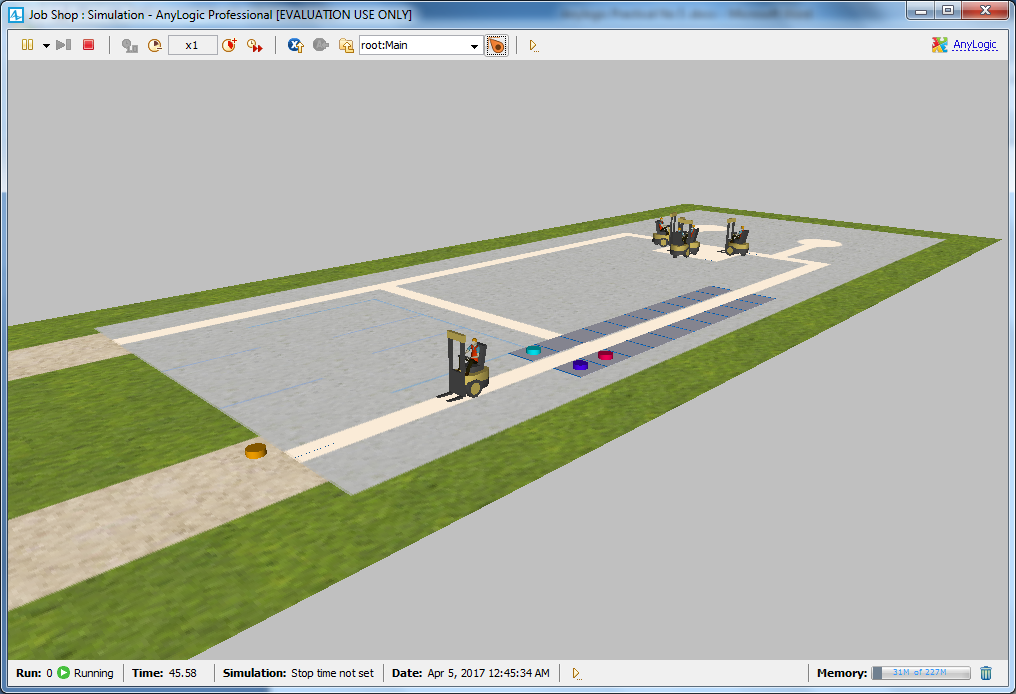 Job Shop : Simulation - AnyLogic Professional [EVALUATION USE ONLY]
x1 root:Main AnyLogic
Run: 0 Running Time: 45.58 Simulation: Stop time not set Date: Apr 5, 2017 12:45:34 AM Memory: 31M of 227M